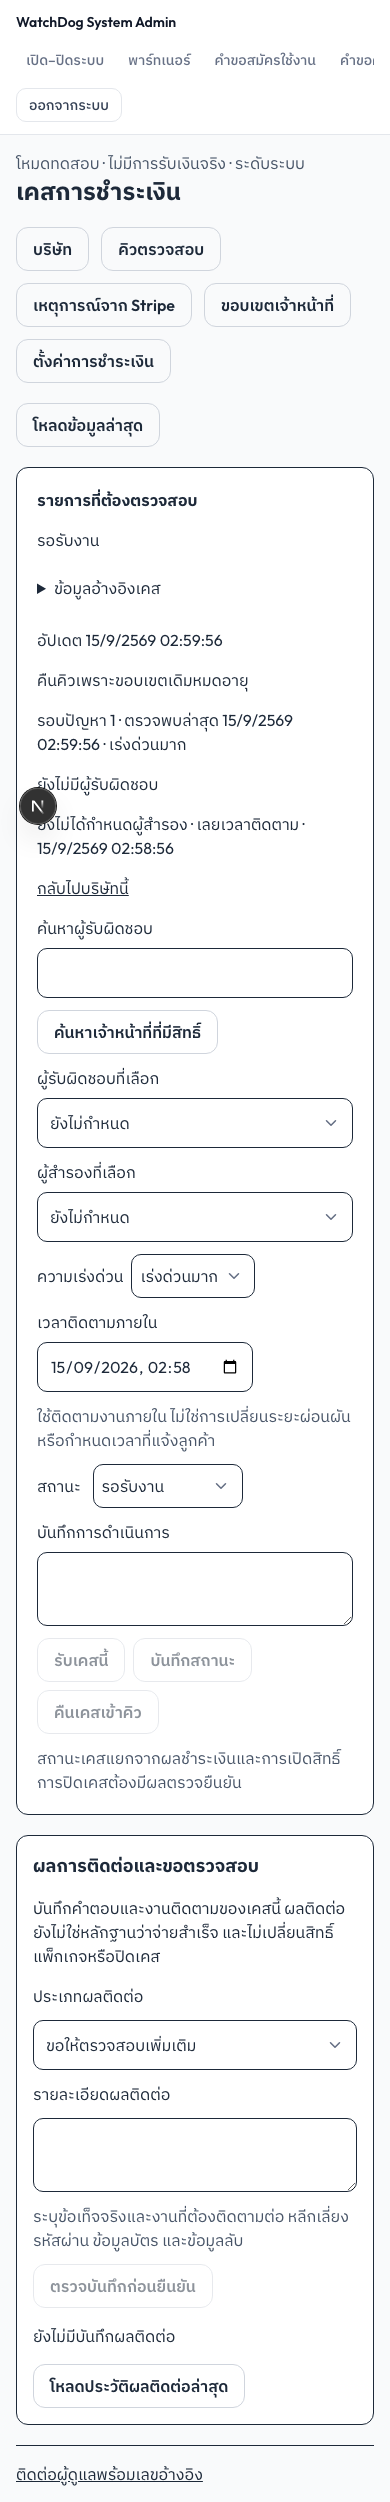 WatchDog System Admin
เปิด-ปิดระบบ พาร์ทเนอร์ คำขอสมัครใช้งาน
ออกจากระบบ
โหมดทดสอบ · ไม่มีการรับเงินจริง · ระดับระบบ
เคสการชำระเงิน
บริษัท คิวตรวจสอบ
เหตุการณ์จาก Stripe ขอบเขตเจ้าหน้าที่
ตั้งค่าการชำระเงิน
โหลดข้อมูลล่าสุด
รายการที่ต้องตรวจสอบ
รอรับงาน
ข้อมูลอ้างอิงเคส
อัปเดต 15/9/2569 02:59:56
คืนคิวเพราะขอบเขตเดิมหมดอายุ
รอบปัญหา 1 · ตรวจพบล่าสุด 15/9/2569
02:59:56 · เร่งด่วนมาก
ยังไม่มีผู้รับผิดชอบ
N
ยังไม่ได้กำหนดผู้สำรอง · เลยเวลาติดตาม ·
15/9/2569 02:58:56
กลับไปบริษัทนี้
ค้นหาผู้รับผิดชอบ
ค้นหาเจ้าหน้าที่ที่มีสิทธิ์
ผู้รับผิดชอบที่เลือก
ยังไม่กำหนด
ผู้สำรองที่เลือก
ยังไม่กำหนด
ความเร่งด่วน เร่งด่วนมาก
เวลาติดตามภายใน
15/09/2026, 02:58
ใช้ติดตามงานภายใน ไม่ใช่การเปลี่ยนระยะผ่อนผัน
หรือกำหนดเวลาที่แจ้งลูกค้า
สถานะ รอรับงาน
บันทึกการดำเนินการ
รับเคสนี้ บันทึกสถานะ
คืนเคสเข้าคิว
สถานะเคสแยกจากผลชำระเงินและการเปิดสิทธิ์
การปิดเคสต้องมีผลตรวจยืนยัน
ผลการติดต่อและขอตรวจสอบ
บันทึกคำตอบและงานติดตามของเคสนี้ ผลติดต่อ
ยังไม่ใช่หลักฐานว่าจ่ายสำเร็จ และไม่เปลี่ยนสิทธิ์
แพ็กเกจหรือปิดเคส
ประเภทผลติดต่อ
ขอให้ตรวจสอบเพิ่มเติม
รายละเอียดผลติดต่อ
ระบุข้อเท็จจริงและงานที่ต้องติดตามต่อ หลีกเลี่ยง
รหัสผ่าน ข้อมูลบัตร และข้อมูลลับ
ตรวจบันทึกก่อนยืนยัน
ยังไม่มีบันทึกผลติดต่อ
โหลดประวัติผลติดต่อล่าสุด
ติดต่อผู้ดูแลพร้อมเลขอ้างอิง